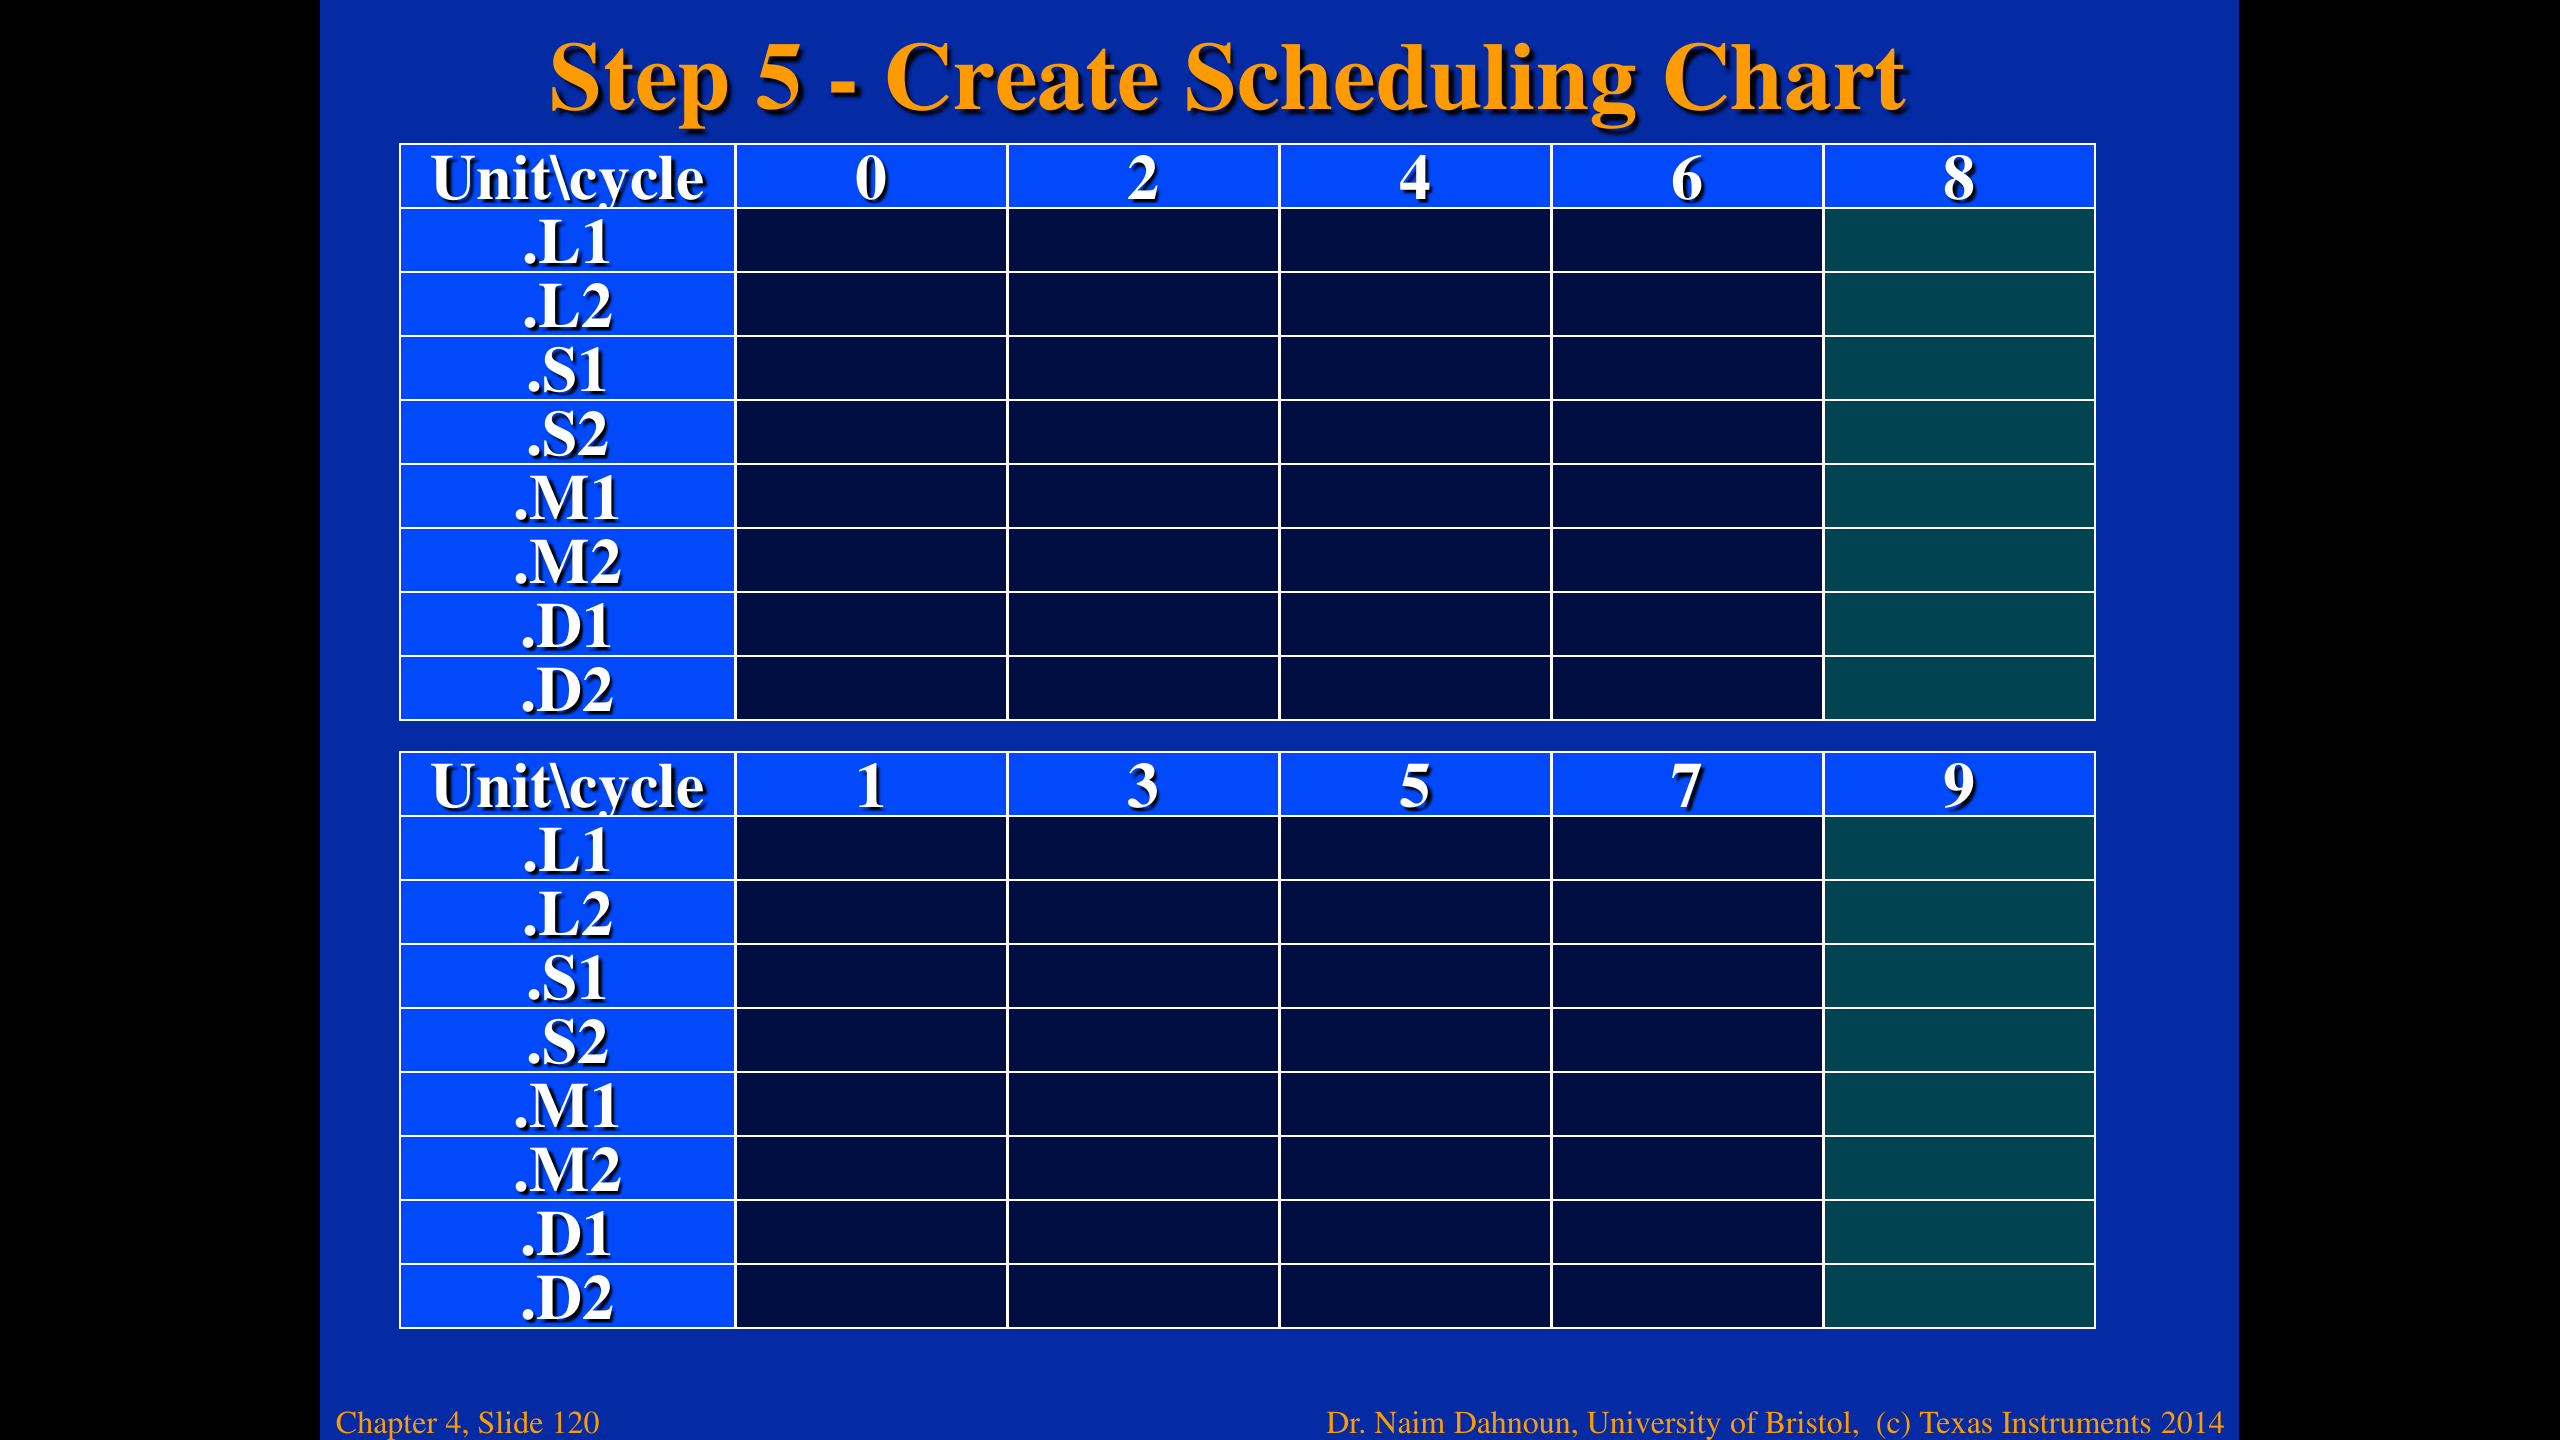 Step 5 - Create Scheduling Chart
Unit\cycle 0 2 4 6 8
.L1
.L2
.S1
.S2
.M1
.M2
.D1
.D2
Unit\cycle 1 3 5 7 9
.L1
.L2
.S1
.S2
.M1
.M2
.D1
.D2
Chapter 4, Slide 120
Dr. Naim Dahnoun, University of Bristol, (c) Texas Instruments 2014